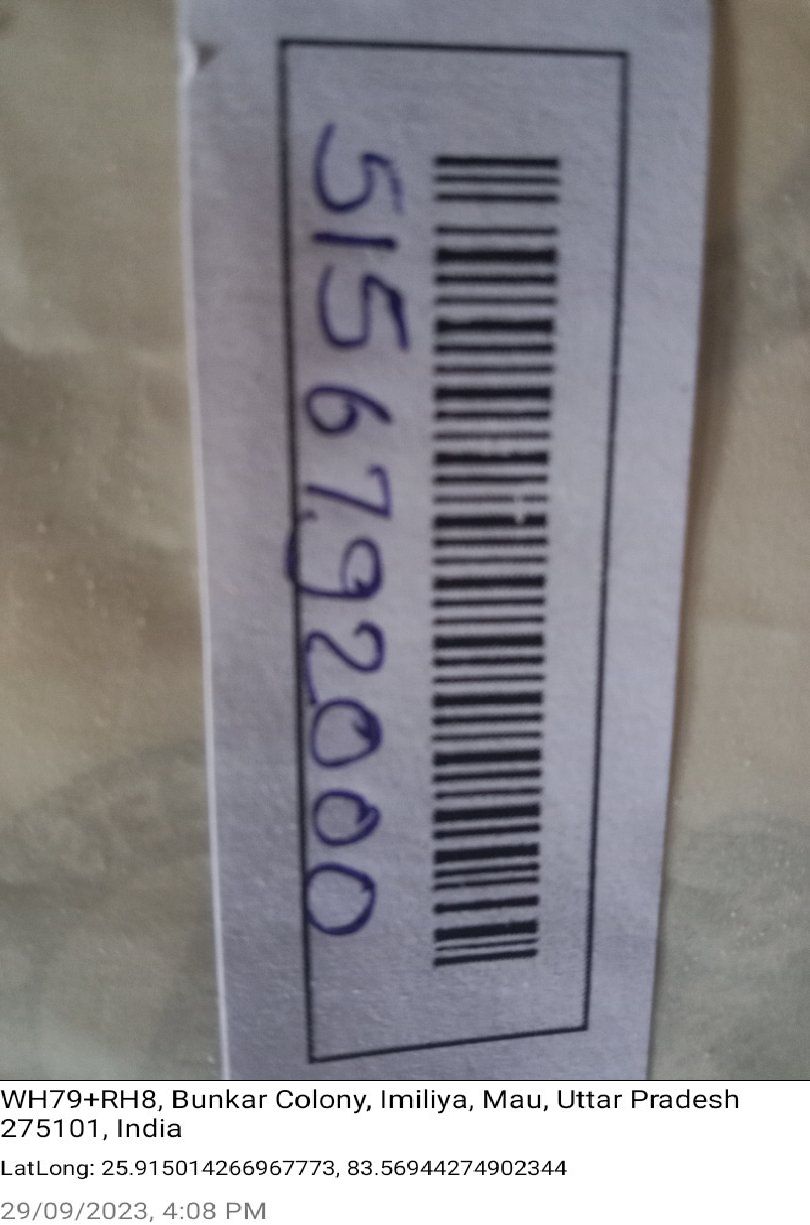 5156792000
WH79+RH8, Bunkar Colony, Imiliya, Mau, Uttar Pradesh
275101, India
LatLong: 25.915014266967773, 83.56944274902344
29/09/2023, 4:08 PM